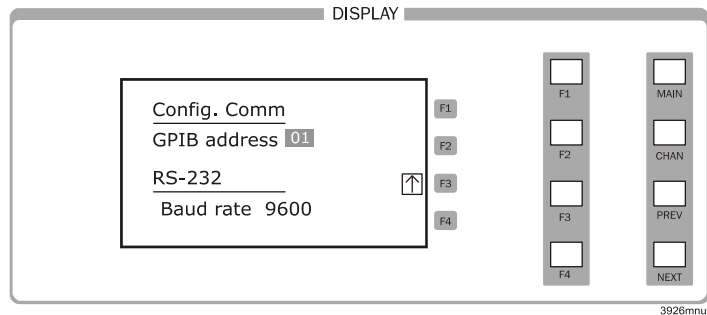 DISPLAY
Config. Comm
GPIB address 01
RS-232
Baud rate 9600
F1
F2
F3
F4
F1
F2
F3
F4
MAIN
CHAN
PREV
NEXT
3926mnu